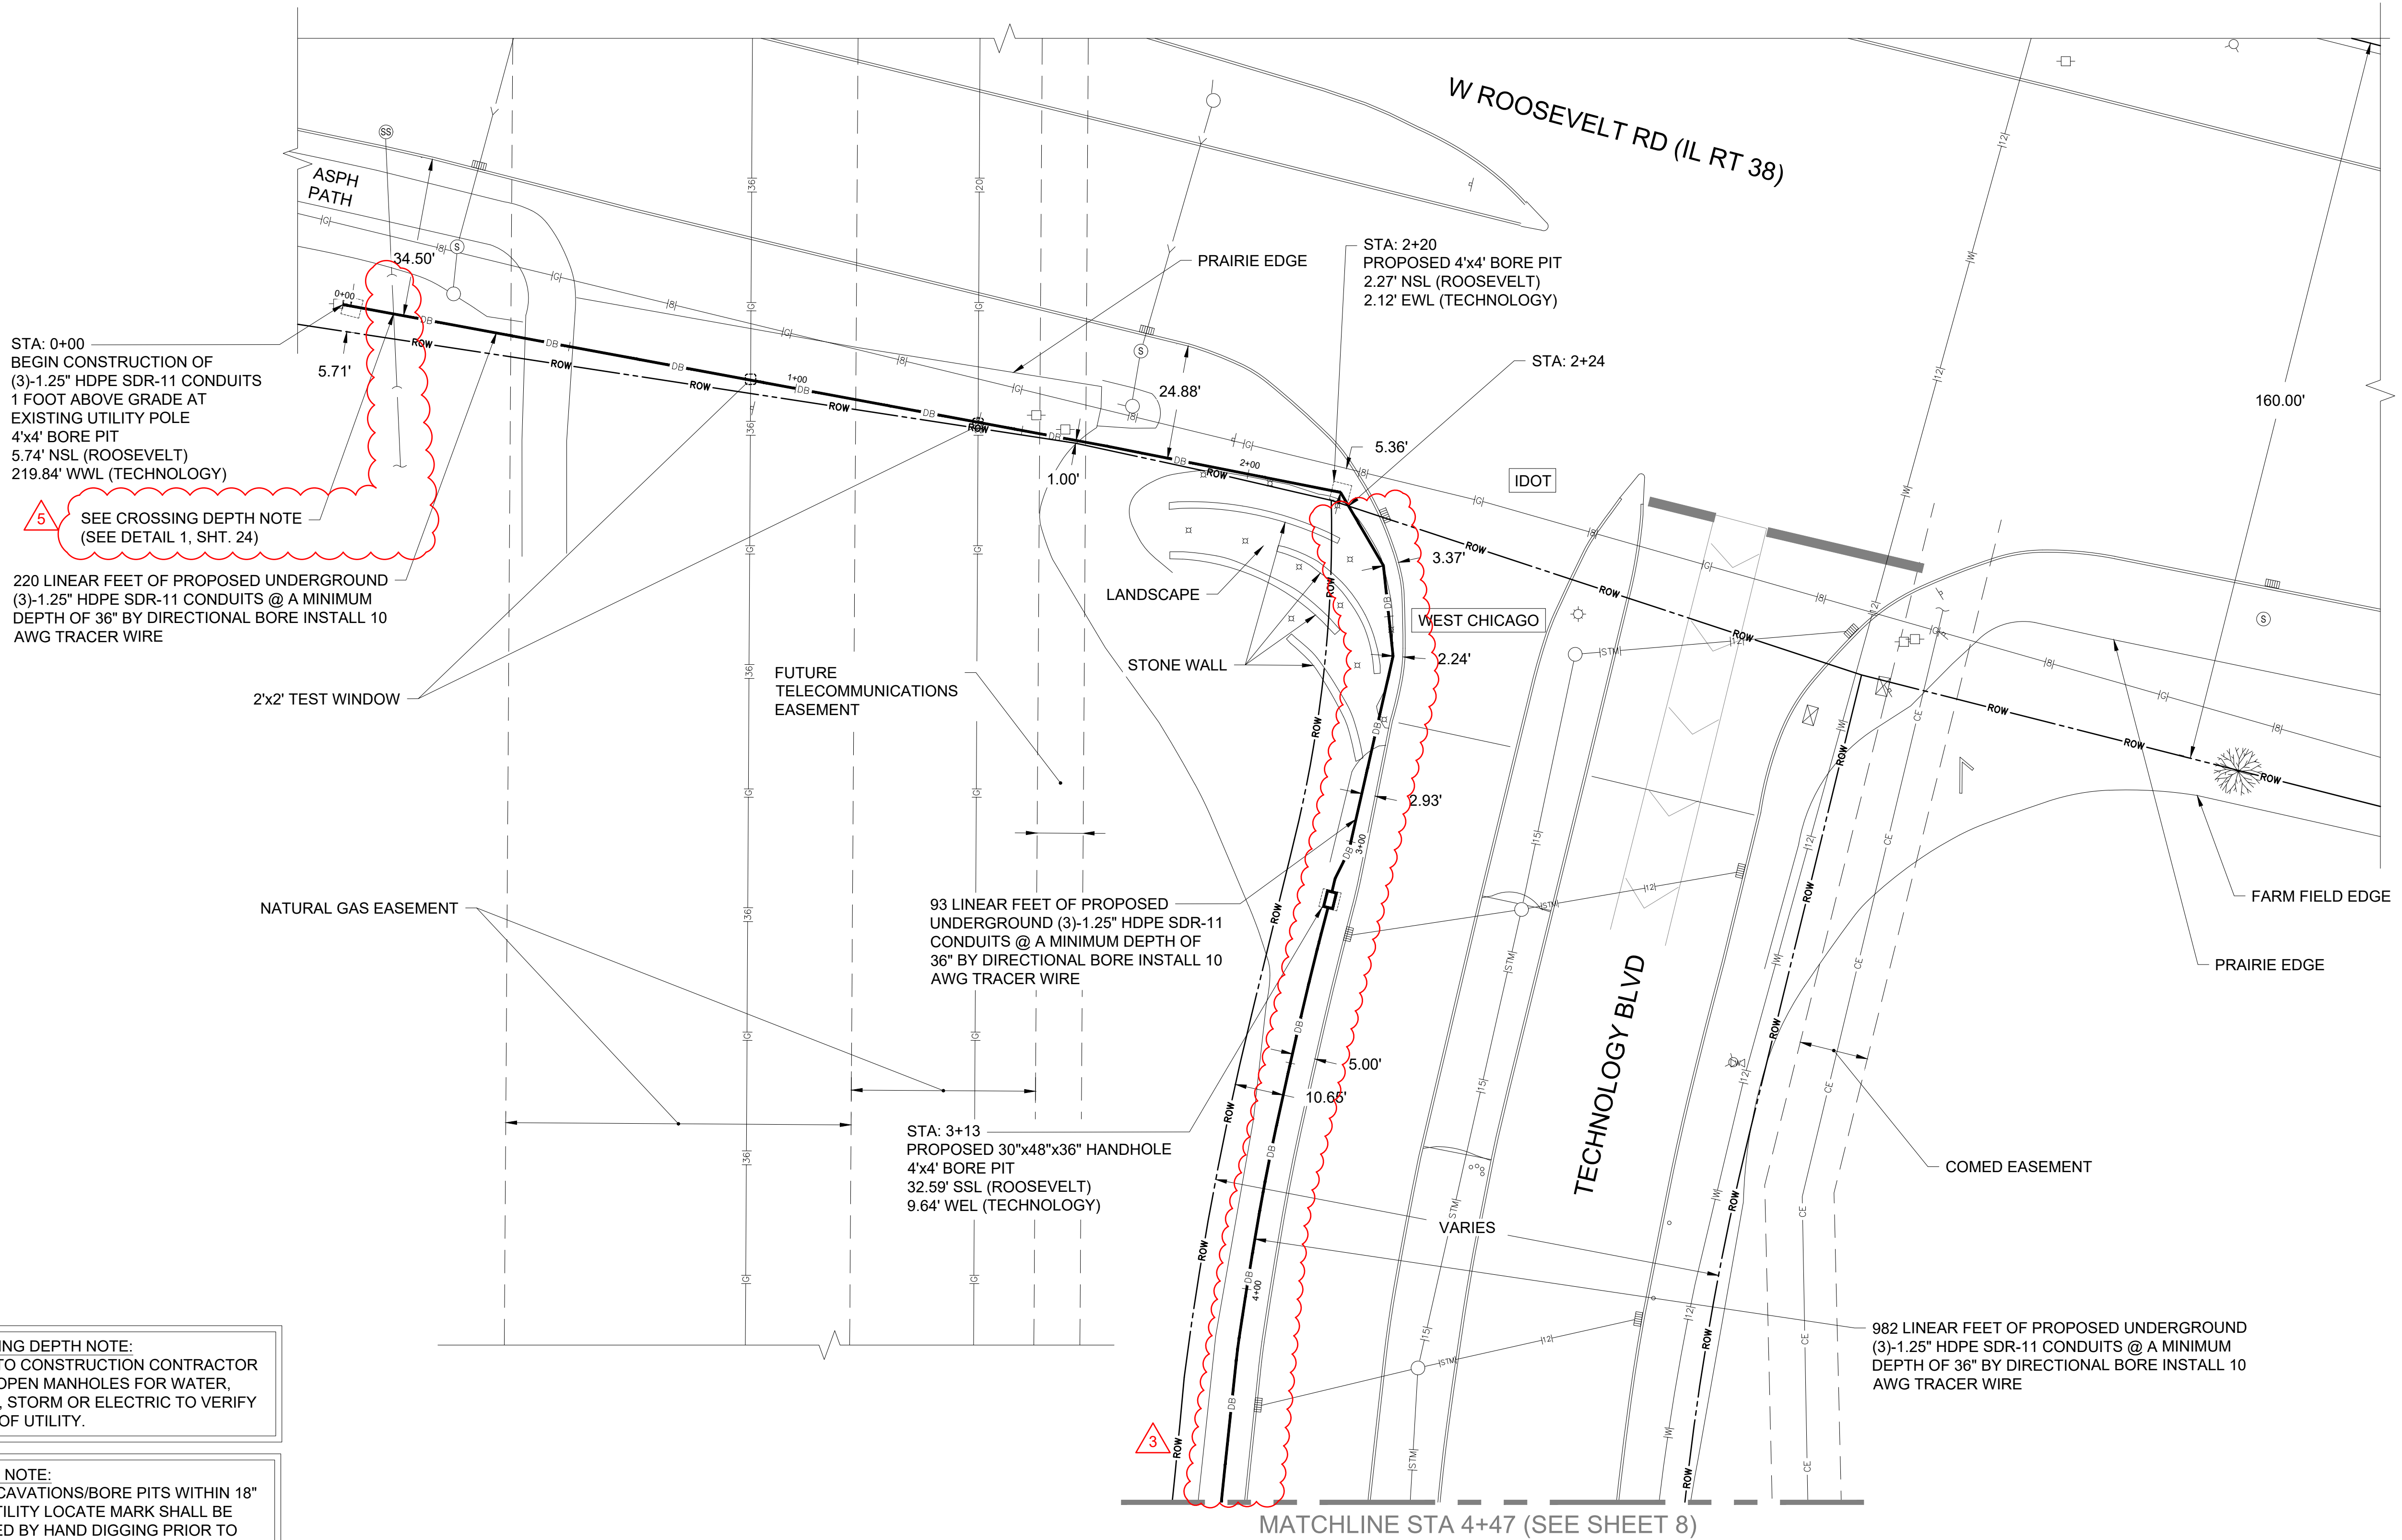 W ROOSEVELT RD (IL RT 38)
ASPH
PATH
SS
S
34.50'
0+00
5.71'
STA: 0+00
BEGIN CONSTRUCTION OF
(3)-1.25" HDPE SDR-11 CONDUITS
1 FOOT ABOVE GRADE AT
EXISTING UTILITY POLE
4'x4' BORE PIT
5.74' NSL (ROOSEVELT)
219.84' WWL (TECHNOLOGY)
5
SEE CROSSING DEPTH NOTE
(SEE DETAIL 1, SHT. 24)
220 LINEAR FEET OF PROPOSED UNDERGROUND
(3)-1.25" HDPE SDR-11 CONDUITS @ A MINIMUM
DEPTH OF 36" BY DIRECTIONAL BORE INSTALL 10
AWG TRACER WIRE
2'x2' TEST WINDOW
NATURAL GAS EASEMENT
FUTURE
TELECOMMUNICATIONS
EASEMENT
PRAIRIE EDGE
STA: 2+20
PROPOSED 4'x4' BORE PIT
2.27' NSL (ROOSEVELT)
2.12' EWL (TECHNOLOGY)
STA: 2+24
1+00
S
24.88'
2+00
1.00'
5.36'
IDOT
160.00'
3.37'
WEST CHICAGO
2.24'
LANDSCAPE
STONE WALL
2.93'
3+00
93 LINEAR FEET OF PROPOSED
UNDERGROUND (3)-1.25" HDPE SDR-11
CONDUITS @ A MINIMUM DEPTH OF
36" BY DIRECTIONAL BORE INSTALL 10
AWG TRACER WIRE
S
FARM FIELD EDGE
PRAIRIE EDGE
TECHNOLOGY BLVD
5.00'
10.65'
STA: 3+13
PROPOSED 30"x48"x36" HANDHOLE
4'x4' BORE PIT
32.59' SSL (ROOSEVELT)
9.64' WEL (TECHNOLOGY)
COMED EASEMENT
VARIES
4+00
982 LINEAR FEET OF PROPOSED UNDERGROUND
(3)-1.25" HDPE SDR-11 CONDUITS @ A MINIMUM
DEPTH OF 36" BY DIRECTIONAL BORE INSTALL 10
AWG TRACER WIRE
3
ING DEPTH NOTE:
TO CONSTRUCTION CONTRACTOR
OPEN MANHOLES FOR WATER,
, STORM OR ELECTRIC TO VERIFY
OF UTILITY.
NOTE:
CAVATIONS/BORE PITS WITHIN 18"
TILITY LOCATE MARK SHALL BE
ED BY HAND DIGGING PRIOR TO
MATCHLINE STA 4+47 (SEE SHEET 8)